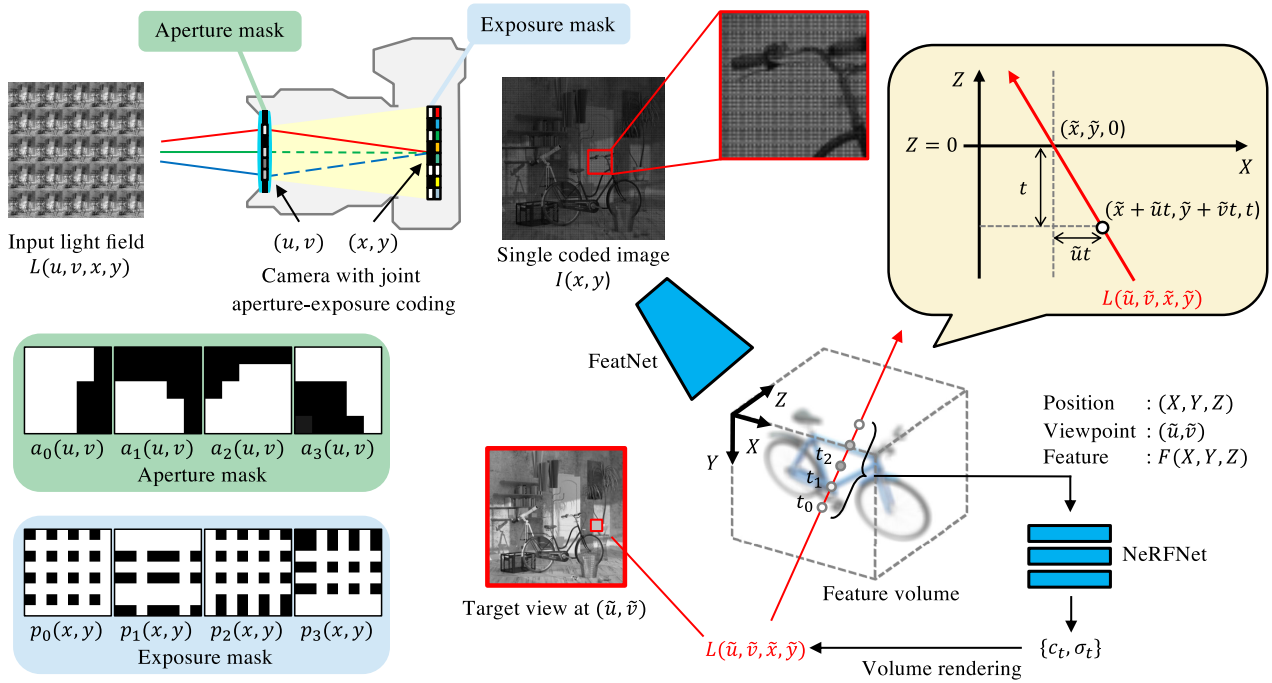 Aperture mask
Exposure mask
Input light field
L(u, v, x, y)
(u, v)
(x, y)
Camera with joint
aperture-exposure coding
Single coded image
I(x, y)
Z
Z = 0
X
(x̃, ỹ, 0)
t
(x̃ + ũt, ỹ + ṽt, t)
ũt
L(ũ, ṽ, x̃, ỹ)
a₀(u, v) a₁(u, v) a₂(u, v) a₃(u, v)
Aperture mask
p₀(x, y) p₁(x, y) p₂(x, y) p₃(x, y)
Exposure mask
FeatNet
Z
X
Y
t₂
t₁
t₀
Feature volume
Position : (X, Y, Z)
Viewpoint : (ũ, ṽ)
Feature : F(X, Y, Z)
NeRFNet
{cₜ, σₜ}
Volume rendering
L(ũ, ṽ, x̃, ỹ)
Target view at (ũ, ṽ)